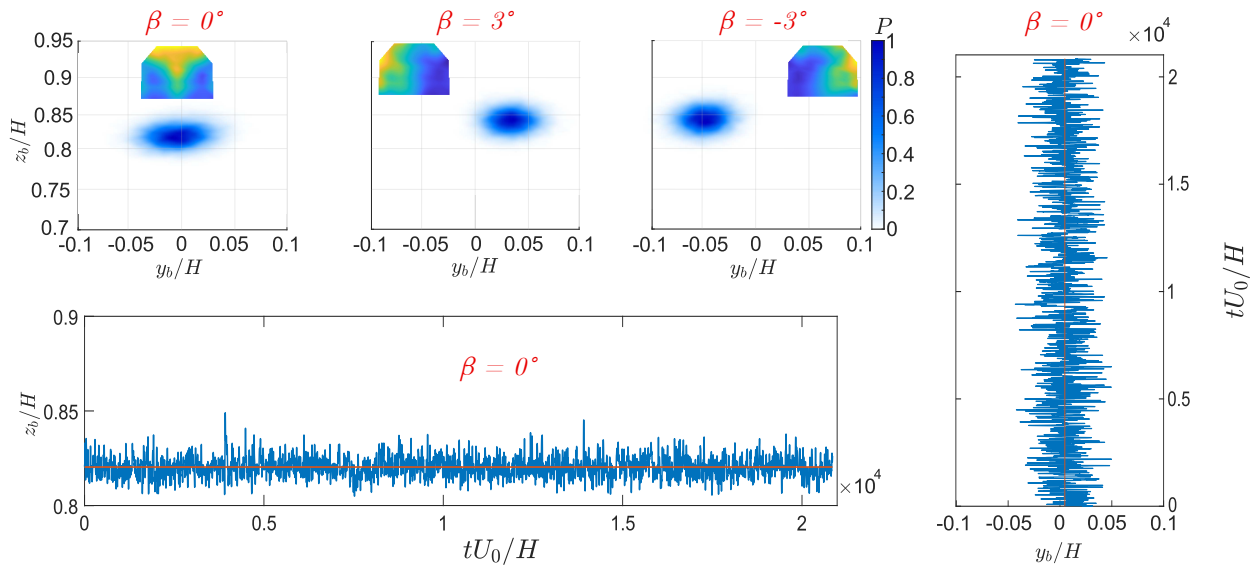 β = 0°
0.95
0.9
0.85
0.8
0.75
0.7
z_b/H
-0.1 -0.05 0 0.05 0.1
y_b/H
β = 3°
-0.1 -0.05 0 0.05 0.1
y_b/H
β = -3°
-0.1 -0.05 0 0.05 0.1
y_b/H
P
1
0.8
0.6
0.4
0.2
0
β = 0°
×10⁴
2
1.5
1
0.5
0
tU₀/H
-0.1 -0.05 0 0.05 0.1
y_b/H
0.9
0.85
0.8
z_b/H
β = 0°
×10⁴
0 0.5 1 1.5 2
tU₀/H